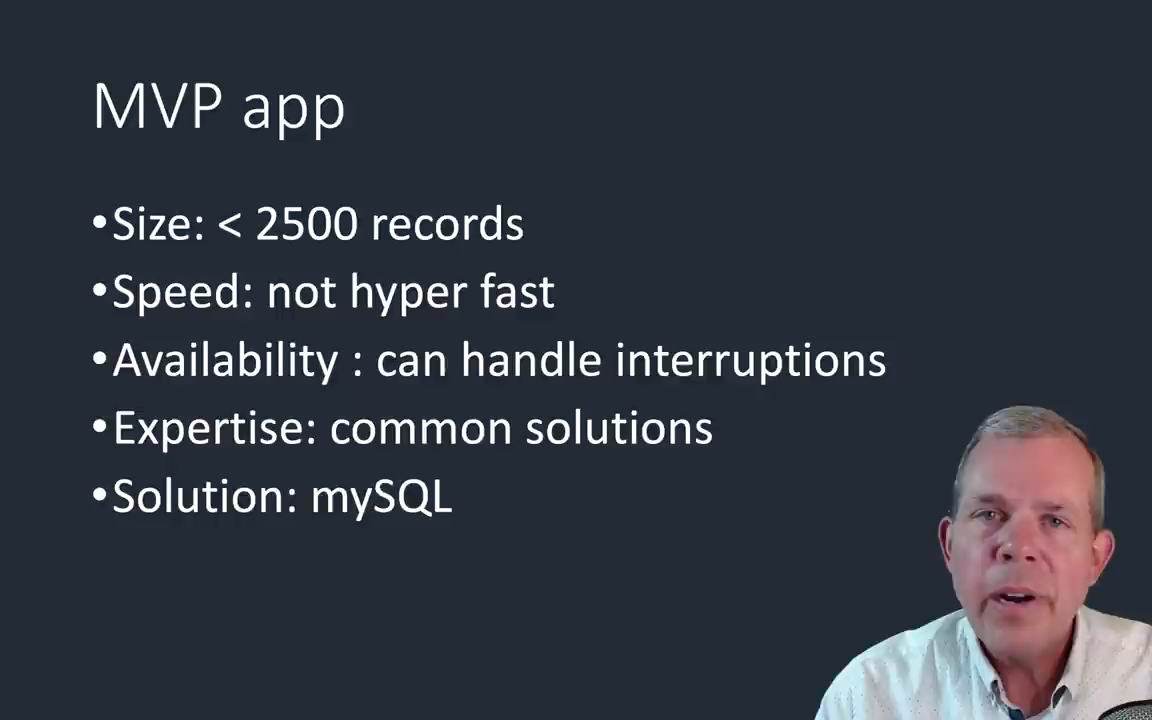 MVP app
•Size: < 2500 records
•Speed: not hyper fast
•Availability : can handle interruptions
•Expertise: common solutions
•Solution: mySQL